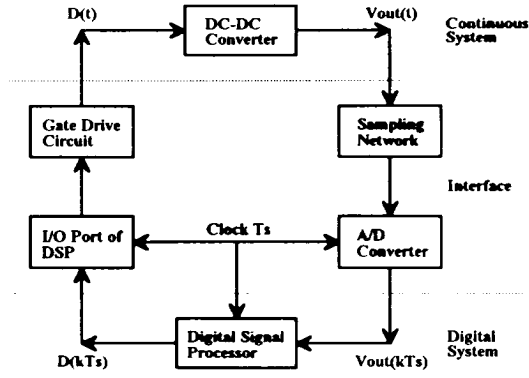 D(t)
DC-DC
Converter
Vout(t)
Continuous
System
Gate Drive
Circuit
Sampling
Network
Interface
I/O Port of
DSP
Clock Ts
A/D
Converter
Digital Signal
Processor
D(kTs)
Vout(kTs)
Digital
System